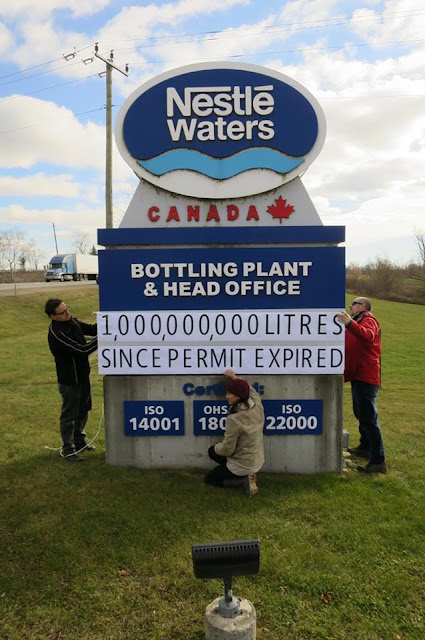 Nestlé
Waters
CANADA
BOTTLING PLANT
& HEAD OFFICE
1,000,000,000 LITRES
SINCE PERMIT EXPIRED
ISO
14001
ISO
22000